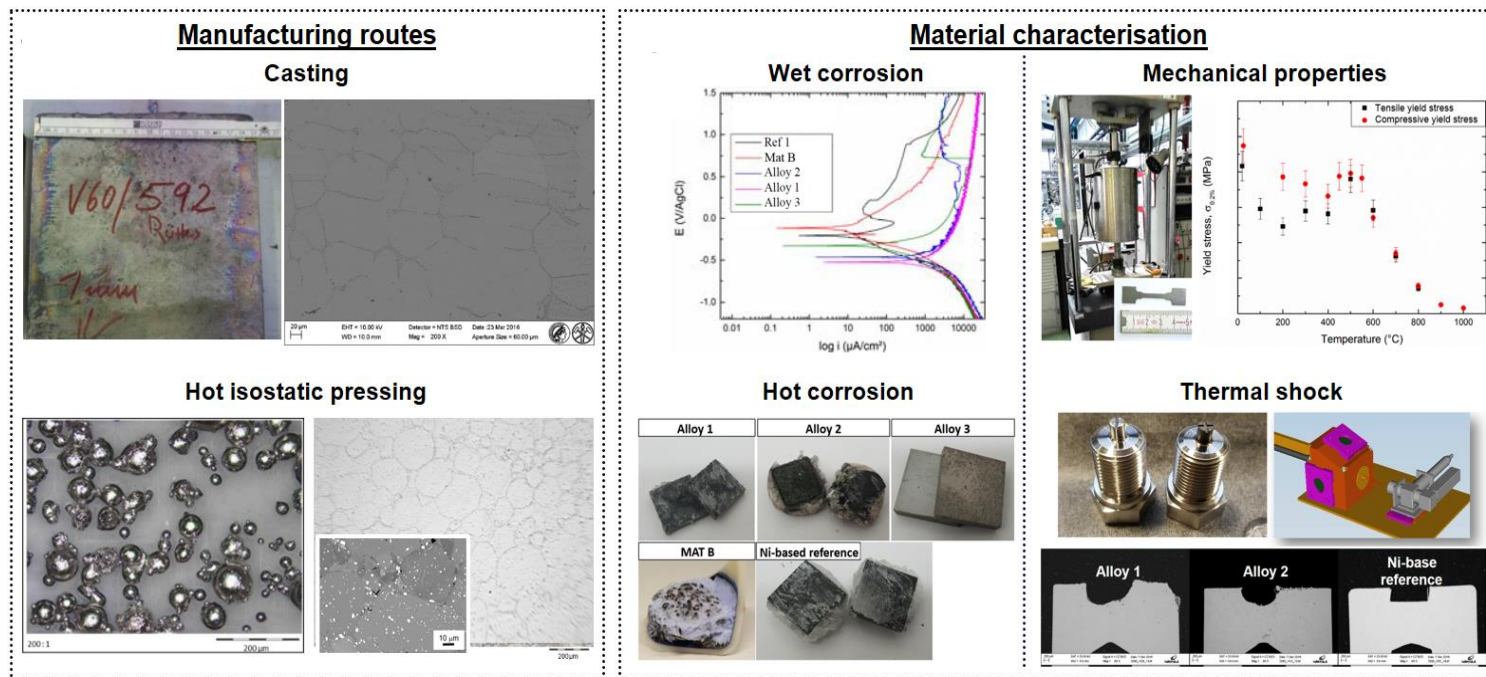 Manufacturing routes
Casting
V60/592
20 µm
EHT = 10.00 kV
WD = 10.0 mm
Detector = NTS BSD
Mag = 200 X
Date :23 Mar 2016
Aperture Size = 60.00 µm
Hot isostatic pressing
200 : 1
200 µm
10 µm
200µm
Material characterisation
Wet corrosion
1.5
1.0
0.5
0.0
-0.5
-1.0
E (V/AgCl)
Ref 1
Mat B
Alloy 2
Alloy 1
Alloy 3
0.01 0.1 1 10 100 1000 10000
log i (µA/cm²)
Mechanical properties
Tensile yield stress
Compressive yield stress
Yield stress, σ0.2% (MPa)
0 200 400 600 800 1000
Temperature (°C)
Hot corrosion
Alloy 1
Alloy 2
Alloy 3
MAT B
Ni-based reference
Thermal shock
Alloy 1
Alloy 2
Ni-base
reference